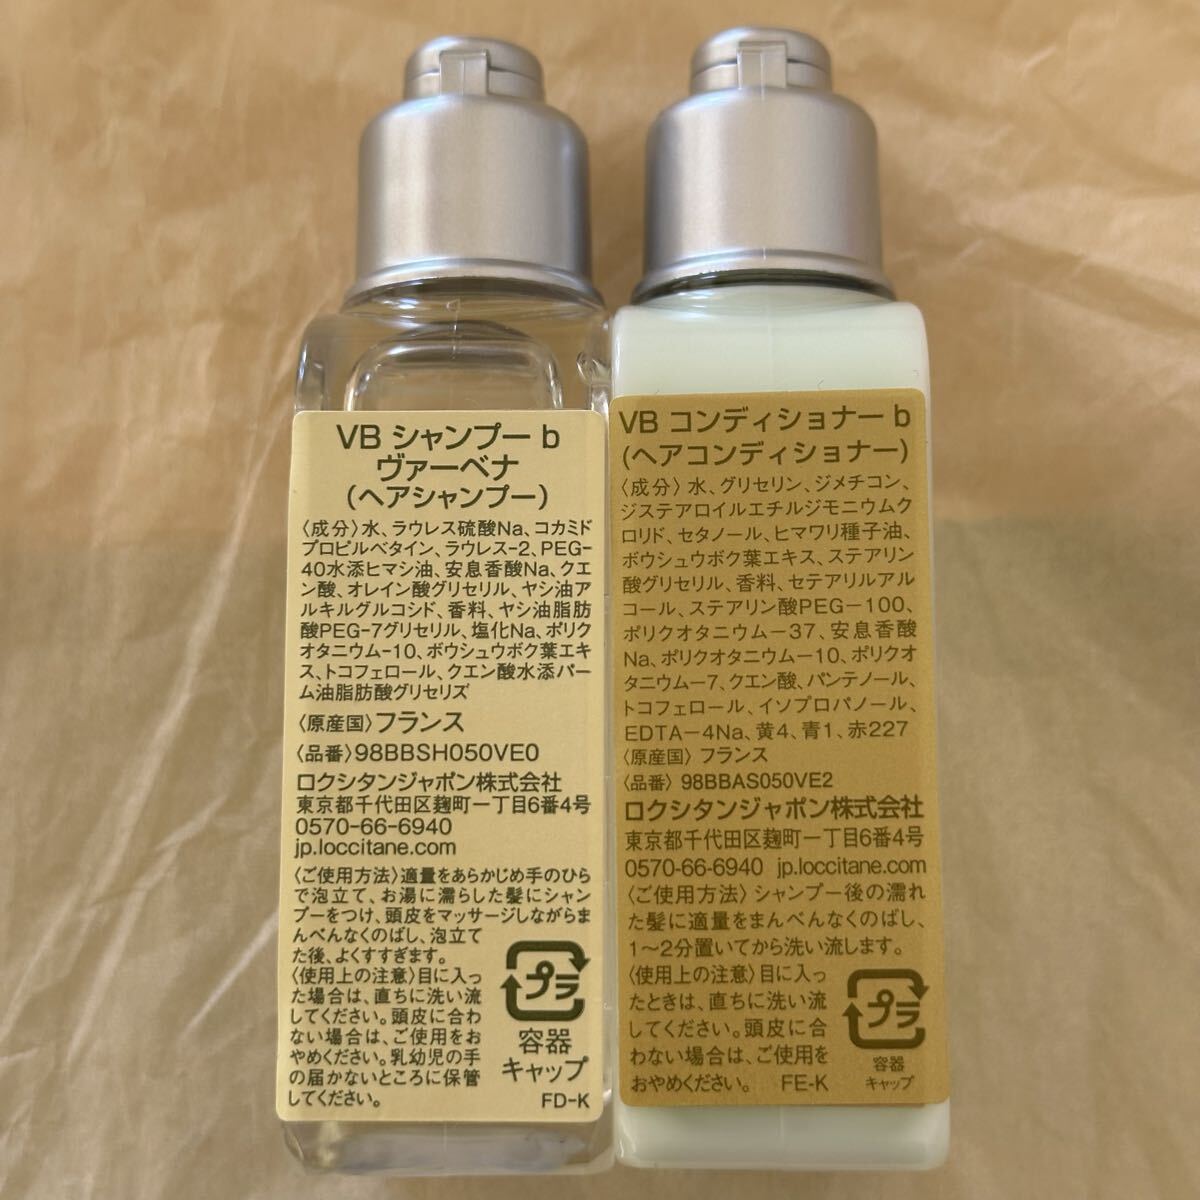 VB シャンプー b
ヴァーベナ
(ヘアシャンプー)
〈成分〉水、ラウレス硫酸Na、コカミド
プロピルベタイン、ラウレス-2、PEG-
40水添ヒマシ油、安息香酸Na、クエ
ン酸、オレイン酸グリセリル、ヤシ油ア
ルキルグルコシド、香料、ヤシ油脂肪
酸PEG-7グリセリル、塩化Na、ポリク
オタニウム-10、ボウシュウボク葉エキ
ス、トコフェロール、クエン酸水添パー
ム油脂肪酸グリセリズ
〈原産国〉フランス
〈品番〉98BBSH050VE0
ロクシタンジャポン株式会社
東京都千代田区麹町一丁目6番4号
0570-66-6940
jp.loccitane.com
〈ご使用方法〉適量をあらかじめ手のひら
で泡立て、お湯に濡らした髪にシャン
プーをつけ、頭皮をマッサージしながらま
んべんなくのばし、泡立て
た後、よくすすぎます。
〈使用上の注意〉目に入っ
た場合は、直ちに洗い流
してください。頭皮に合わ
ない場合は、ご使用をお
やめください。乳幼児の手
の届かないところに保管
してください。
プラ
容器
キャップ
FD-K
VB コンディショナー b
(ヘアコンディショナー)
〈成分〉水、グリセリン、ジメチコン、
ジステアロイルエチルジモニウムク
ロリド、セタノール、ヒマワリ種子油、
ボウシュウボク葉エキス、ステアリン
酸グリセリル、香料、セテアリルアル
コール、ステアリン酸PEG-100、
ポリクオタニウム-37、安息香酸
Na、ポリクオタニウム-10、ポリクオ
タニウム-7、クエン酸、パンテノール、
トコフェロール、イソプロパノール、
EDTA-4Na、黄4、青1、赤227
〈原産国〉フランス
〈品番〉98BBAS050VE2
ロクシタンジャポン株式会社
東京都千代田区麹町一丁目6番4号
0570-66-6940 jp.loccitane.com
〈ご使用方法〉シャンプー後の濡れ
た髪に適量をまんべんなくのばし、
1〜2分置いてから洗い流します。
〈使用上の注意〉目に入っ
たときは、直ちに洗い流
してください。頭皮に合
わない場合は、ご使用を
おやめください。 FE-K
プラ
容器
キャップ